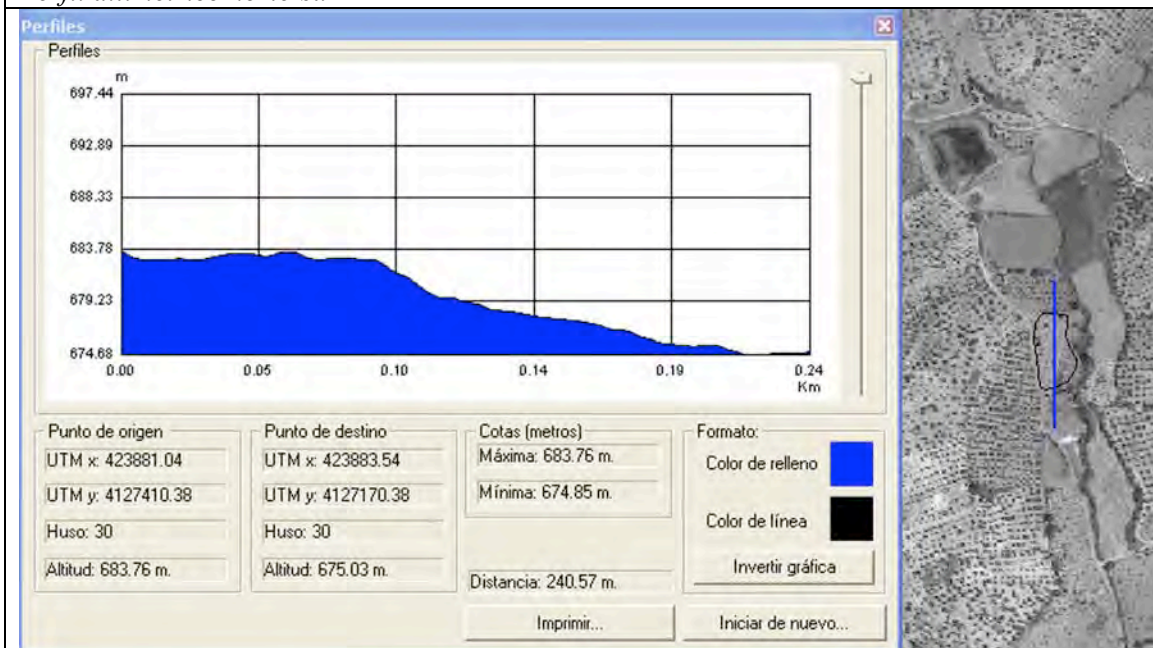 Perfiles
Perfiles
m
697.44
692.89
688.33
683.78
679.23
674.68
0.00 0.05 0.10 0.14 0.19 0.24
Km
Punto de origen
UTM x: 423881.04
UTM y: 4127410.38
Huso: 30
Altitud: 683.76 m.
Punto de destino
UTM x: 423883.54
UTM y: 4127170.38
Huso: 30
Altitud: 675.03 m.
Cotas (metros)
Máxima: 683.76 m.
Mínima: 674.85 m.
Distancia: 240.57 m.
Formato:
Color de relleno
Color de línea
Invertir gráfica
Imprimir...
Iniciar de nuevo...